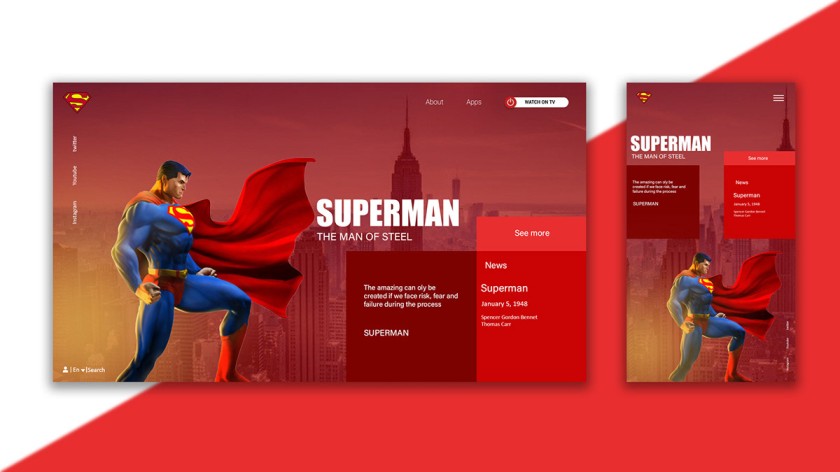 About
Apps
WATCH ON TV
twitter
Youtube
Instagram
SUPERMAN
THE MAN OF STEEL
See more
The amazing can oly be
created if we face risk, fear and
failure during the process
SUPERMAN
News
Superman
January 5, 1948
Spencer Gordon Bennet
Thomas Carr
| En ▾|Search
SUPERMAN
THE MAN OF STEEL
See more
The amazing can oly be
created if we face risk, fear and
failure during the process
SUPERMAN
News
Superman
January 5, 1948
Spencer Gordon Bennet
Thomas Carr
twitter
Youtube
Instagram